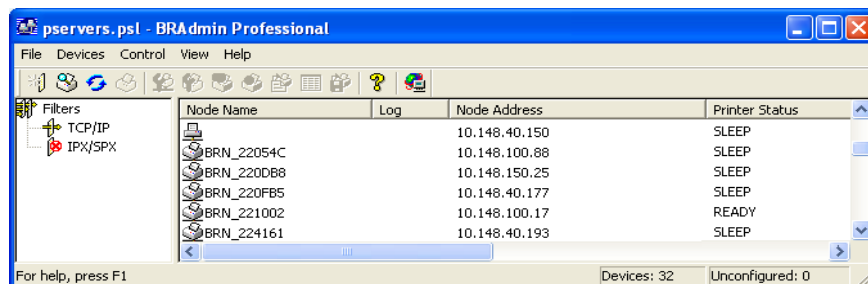 pservers.psl - BRAdmin Professional
File Devices Control View Help
Filters
TCP/IP
IPX/SPX
Node Name Log Node Address Printer Status
10.148.40.150 SLEEP
BRN_22054C 10.148.100.88 SLEEP
BRN_220DB8 10.148.150.25 SLEEP
BRN_220FB5 10.148.40.177 SLEEP
BRN_221002 10.148.100.17 READY
BRN_224161 10.148.40.193 SLEEP
For help, press F1 Devices: 32 Unconfigured: 0